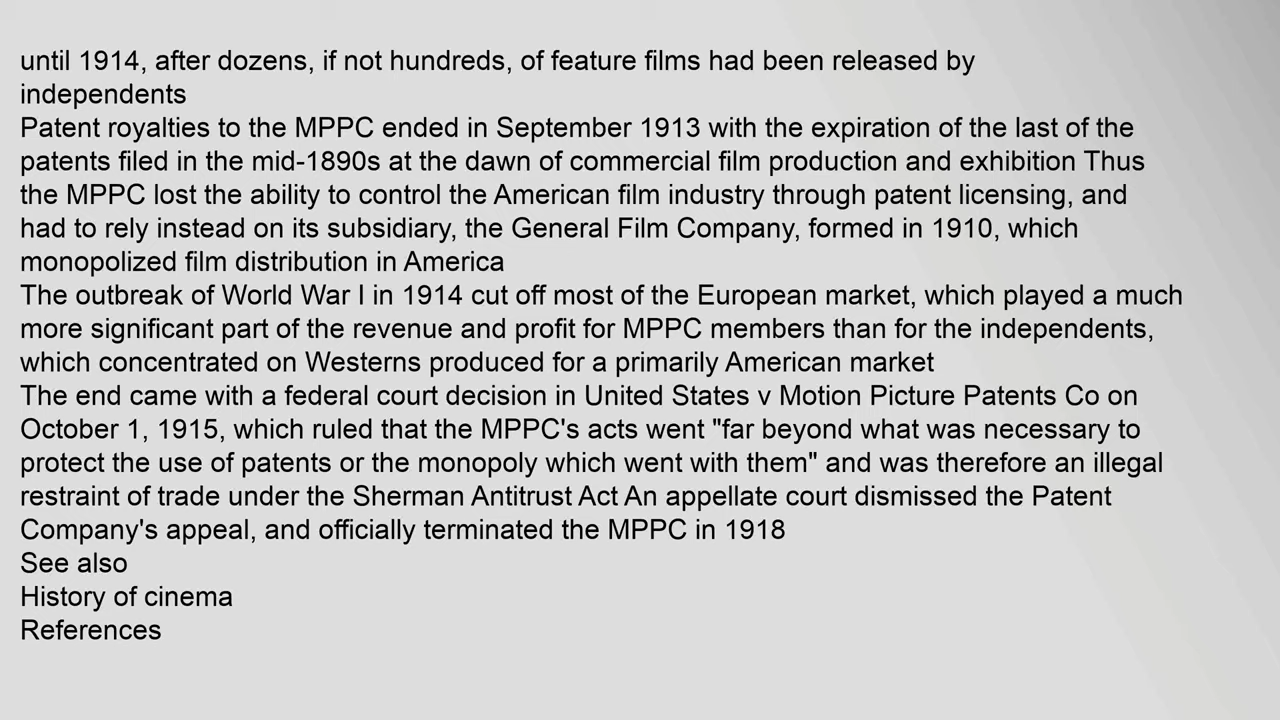 until 1914, after dozens, if not hundreds, of feature films had been released by
independents
Patent royalties to the MPPC ended in September 1913 with the expiration of the last of the
patents filed in the mid-1890s at the dawn of commercial film production and exhibition Thus
the MPPC lost the ability to control the American film industry through patent licensing, and
had to rely instead on its subsidiary, the General Film Company, formed in 1910, which
monopolized film distribution in America
The outbreak of World War I in 1914 cut off most of the European market, which played a much
more significant part of the revenue and profit for MPPC members than for the independents,
which concentrated on Westerns produced for a primarily American market
The end came with a federal court decision in United States v Motion Picture Patents Co on
October 1, 1915, which ruled that the MPPC's acts went "far beyond what was necessary to
protect the use of patents or the monopoly which went with them" and was therefore an illegal
restraint of trade under the Sherman Antitrust Act An appellate court dismissed the Patent
Company's appeal, and officially terminated the MPPC in 1918
See also
History of cinema
References